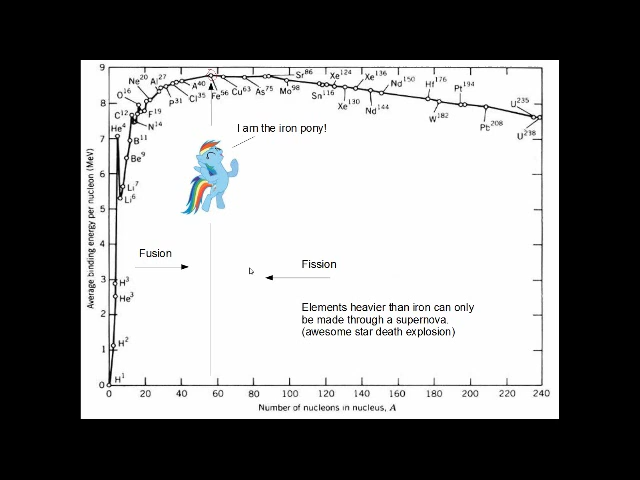 9
8
7
6
5
4
3
2
1
0
Average binding energy per nucleon (MeV)
Ne²⁰
Al²⁷
O¹⁶
C¹²
He⁴
F¹⁹
N¹⁴
P³¹
Cl³⁵
A⁴⁰
Fe⁵⁶
Cu⁶³
As⁷⁵
Sr⁸⁶
Mo⁹⁸
Sn¹¹⁶
Xe¹²⁴
Xe¹³⁰
Xe¹³⁶
Nd¹⁴⁴
Nd¹⁵⁰
Hf¹⁷⁶
W¹⁸²
Pt¹⁹⁴
Pb²⁰⁸
U²³⁵
U²³⁸
B¹¹
Be⁹
Li⁷
Li⁶
H³
He³
H²
H¹
I am the iron pony!
Fusion
Fission
Elements heavier than iron can only
be made through a supernova.
(awesome star death explosion)
0 20 40 60 80 100 120 140 160 180 200 220 240
Number of nucleons in nucleus, A